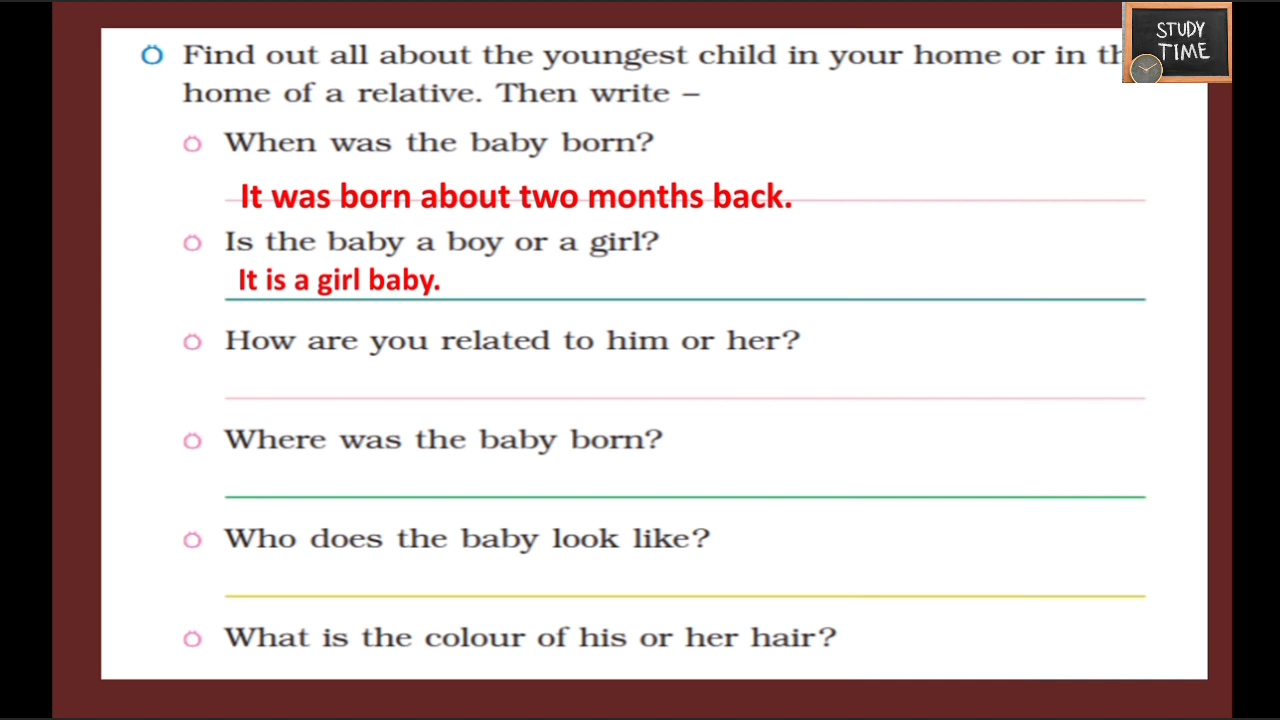 STUDY
TIME
Find out all about the youngest child in your home or in th
home of a relative. Then write –
When was the baby born?
It was born about two months back.
Is the baby a boy or a girl?
It is a girl baby.
How are you related to him or her?
Where was the baby born?
Who does the baby look like?
What is the colour of his or her hair?